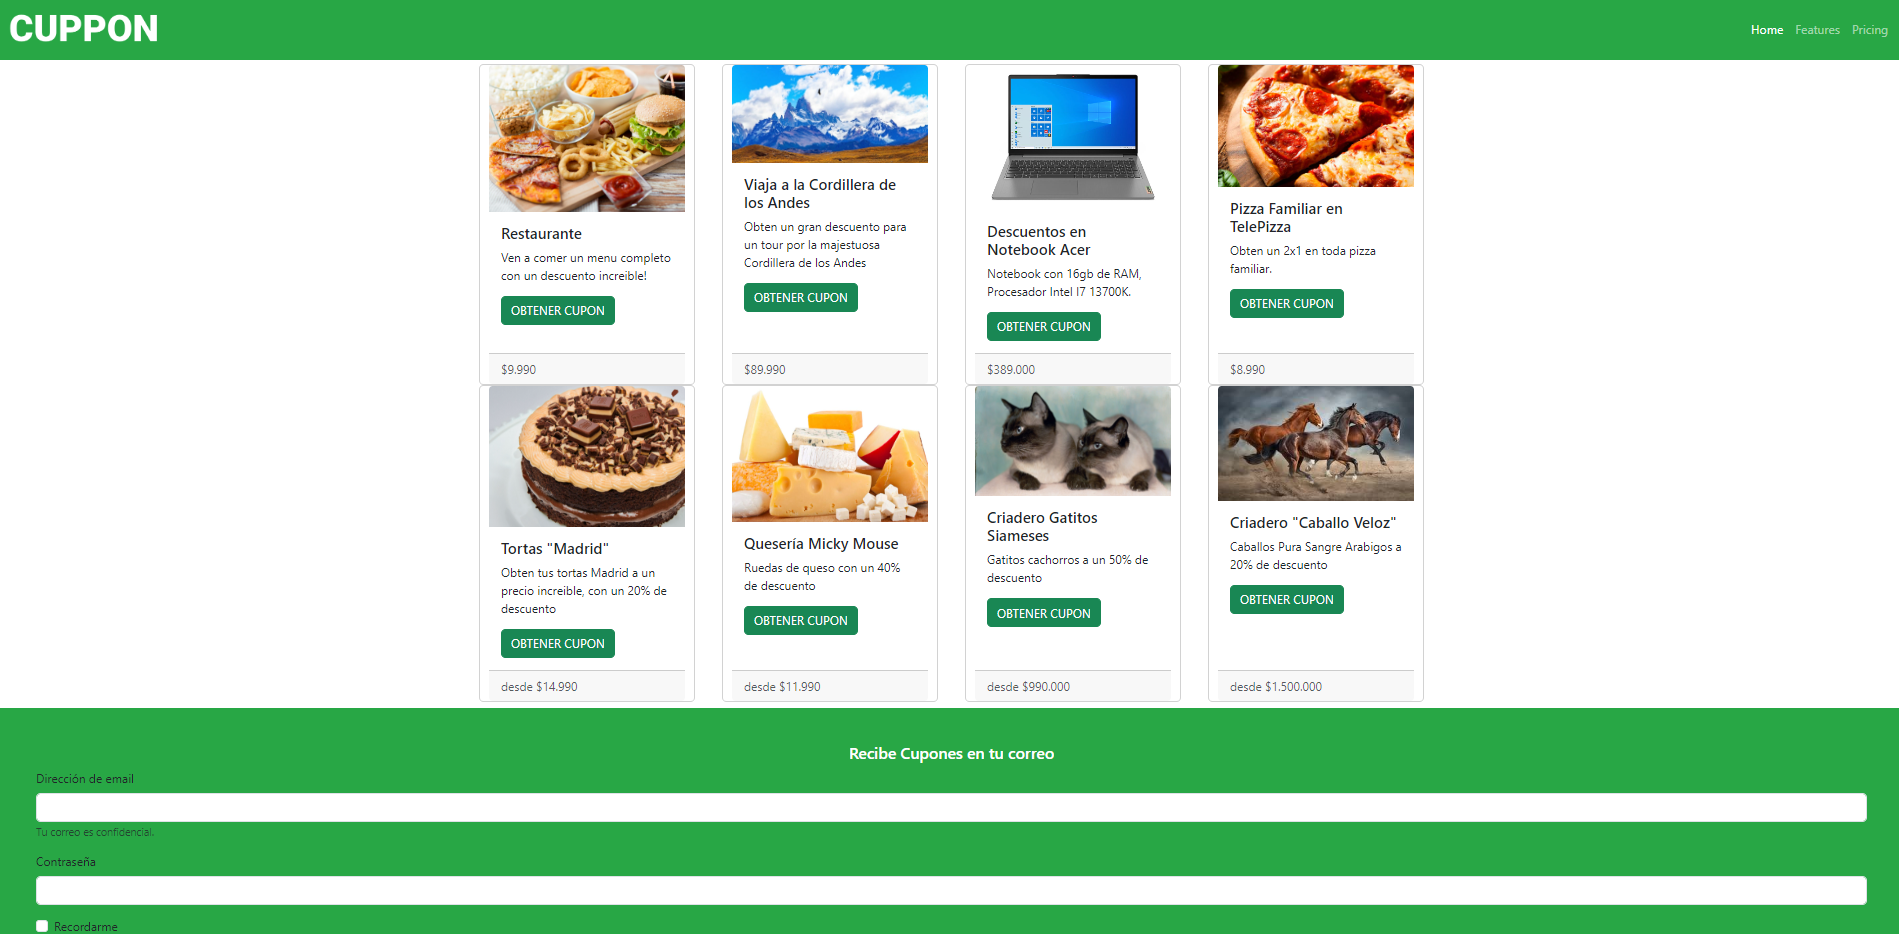 CUPPON
Home Features Pricing
Restaurante
Ven a comer un menu completo
con un descuento increible!
OBTENER CUPON
$9.990
Viaja a la Cordillera de
los Andes
Obten un gran descuento para
un tour por la majestuosa
Cordillera de los Andes
OBTENER CUPON
$89.990
Descuentos en
Notebook Acer
Notebook con 16gb de RAM,
Procesador Intel I7 13700K.
OBTENER CUPON
$389.000
Pizza Familiar en
TelePizza
Obten un 2x1 en toda pizza
familiar.
OBTENER CUPON
$8.990
Tortas "Madrid"
Obten tus tortas Madrid a un
precio increible, con un 20% de
descuento
OBTENER CUPON
desde $14.990
Quesería Micky Mouse
Ruedas de queso con un 40%
de descuento
OBTENER CUPON
desde $11.990
Criadero Gatitos
Siameses
Gatitos cachorros a un 50% de
descuento
OBTENER CUPON
desde $990.000
Criadero "Caballo Veloz"
Caballos Pura Sangre Arabigos a
20% de descuento
OBTENER CUPON
desde $1.500.000
Recibe Cupones en tu correo
Dirección de email
Tu correo es confidencial.
Contraseña
Recordarme